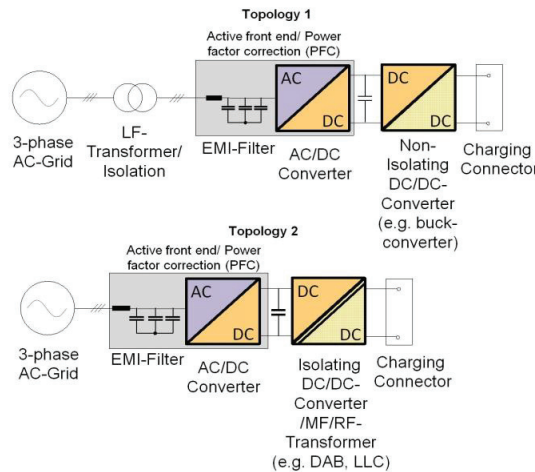 Topology 1
Active front end/ Power
factor correction (PFC)
AC
DC
DC
DC
3-phase
AC-Grid
LF-
Transformer/
Isolation
EMI-Filter
AC/DC
Converter
Non-
Isolating
DC/DC-
Converter
(e.g. buck-
converter)
Charging
Connector
Topology 2
Active front end/ Power
factor correction (PFC)
AC
DC
DC
DC
3-phase
AC-Grid
EMI-Filter
AC/DC
Converter
Isolating
DC/DC-
Converter
/MF/RF-
Transformer
(e.g. DAB, LLC)
Charging
Connector